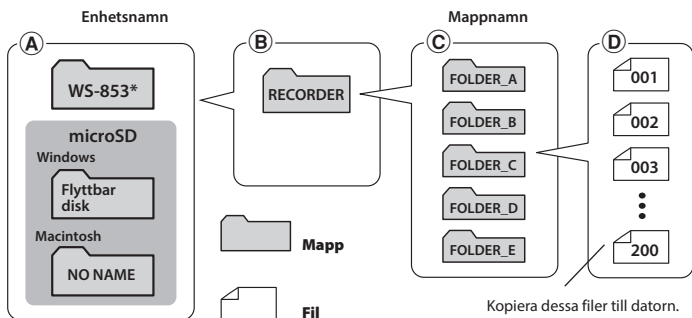 Enhetsnamn
Mappnamn
A
B
C
D
WS-853*
microSD
Windows
Flyttbar
disk
Macintosh
NO NAME
RECORDER
Mapp
Fil
FOLDER_A
FOLDER_B
FOLDER_C
FOLDER_D
FOLDER_E
001
002
003
200
Kopiera dessa filer till datorn.